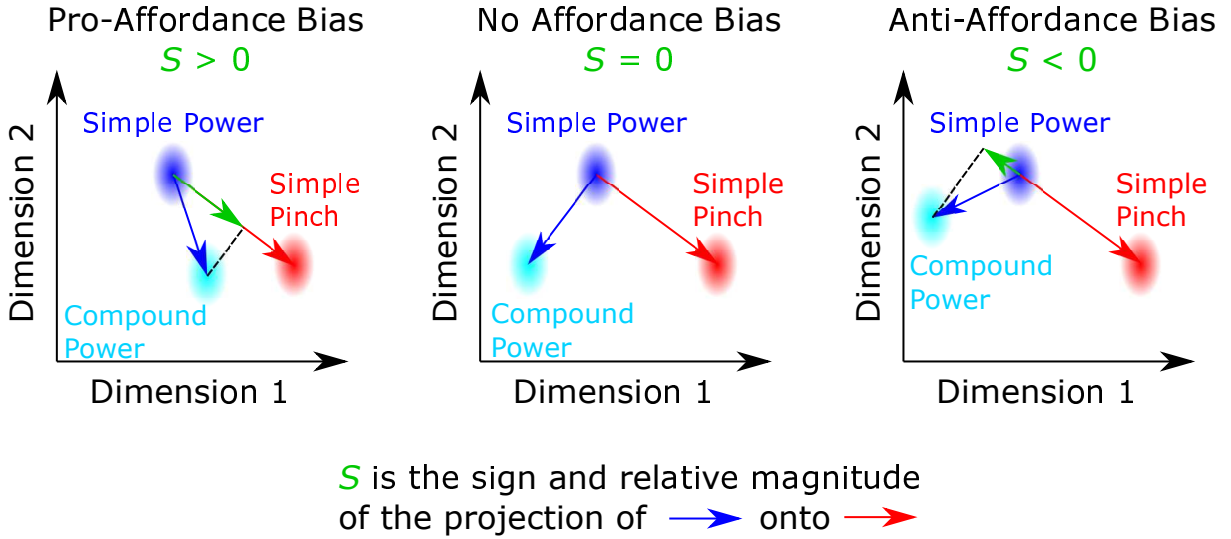 Pro-Affordance Bias
S > 0
Dimension 2
Simple Power
Simple
Pinch
Compound
Power
Dimension 1
No Affordance Bias
S = 0
Dimension 2
Simple Power
Simple
Pinch
Compound
Power
Dimension 1
Anti-Affordance Bias
S < 0
Dimension 2
Simple Power
Simple
Pinch
Compound
Power
Dimension 1
S is the sign and relative magnitude
of the projection of onto